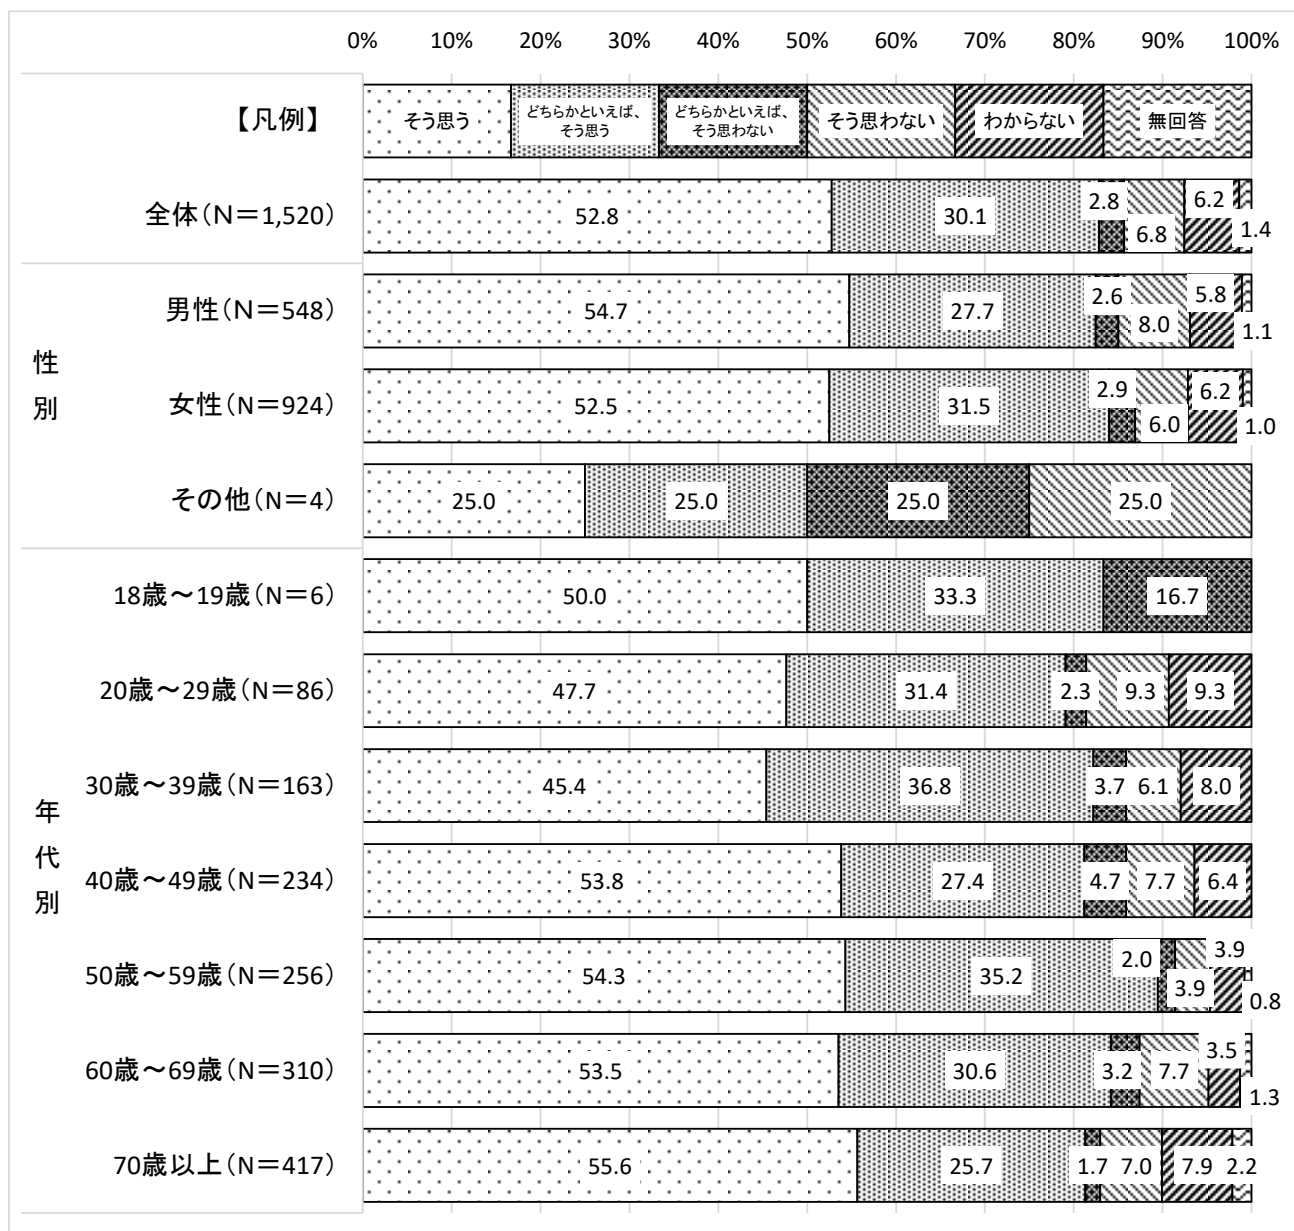 0% 10% 20% 30% 40% 50% 60% 70% 80% 90% 100%
【凡例】 そう思う どちらかといえば、そう思う どちらかといえば、そう思わない そう思わない わからない 無回答
全体(N＝1,520) 52.8 30.1 2.8 6.8 6.2 1.4
性別
男性(N＝548) 54.7 27.7 2.6 8.0 5.8 1.1
女性(N＝924) 52.5 31.5 2.9 6.0 6.2 1.0
その他(N＝4) 25.0 25.0 25.0 25.0
年代別
18歳～19歳(N＝6) 50.0 33.3 16.7
20歳～29歳(N＝86) 47.7 31.4 2.3 9.3 9.3
30歳～39歳(N＝163) 45.4 36.8 3.7 6.1 8.0
40歳～49歳(N＝234) 53.8 27.4 4.7 7.7 6.4
50歳～59歳(N＝256) 54.3 35.2 2.0 3.9 3.9 0.8
60歳～69歳(N＝310) 53.5 30.6 3.2 7.7 3.5 1.3
70歳以上(N＝417) 55.6 25.7 1.7 7.0 7.9 2.2